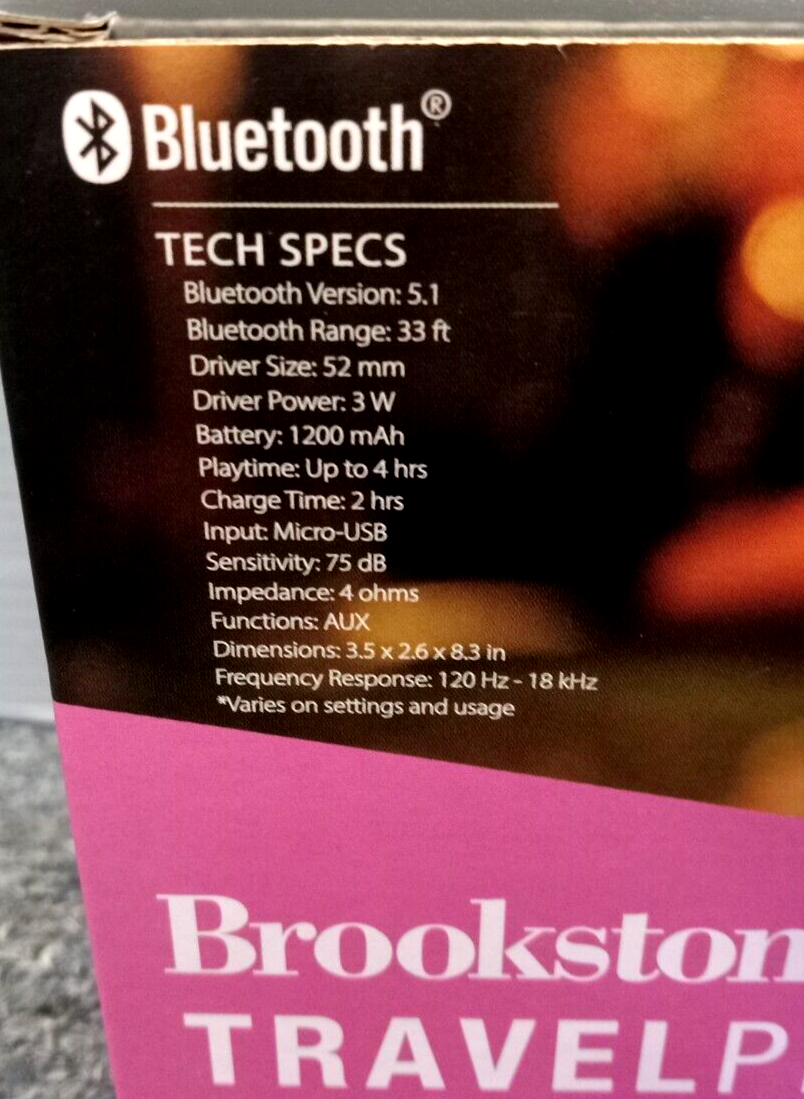 Bluetooth®
TECH SPECS
Bluetooth Version: 5.1
Bluetooth Range: 33 ft
Driver Size: 52 mm
Driver Power: 3 W
Battery: 1200 mAh
Playtime: Up to 4 hrs
Charge Time: 2 hrs
Input: Micro-USB
Sensitivity: 75 dB
Impedance: 4 ohms
Functions: AUX
Dimensions: 3.5 x 2.6 x 8.3 in
Frequency Response: 120 Hz - 18 kHz
*Varies on settings and usage
Brookston
TRAVELP